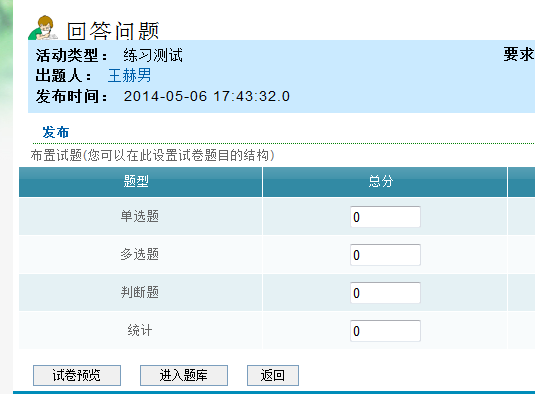 回答问题
活动类型： 练习测试 要求
出题人： 王赫男
发布时间： 2014-05-06 17:43:32.0
发布
布置试题(您可以在此设置试卷题目的结构)
题型 总分
单选题 0
多选题 0
判断题 0
统计 0
试卷预览 进入题库 返回